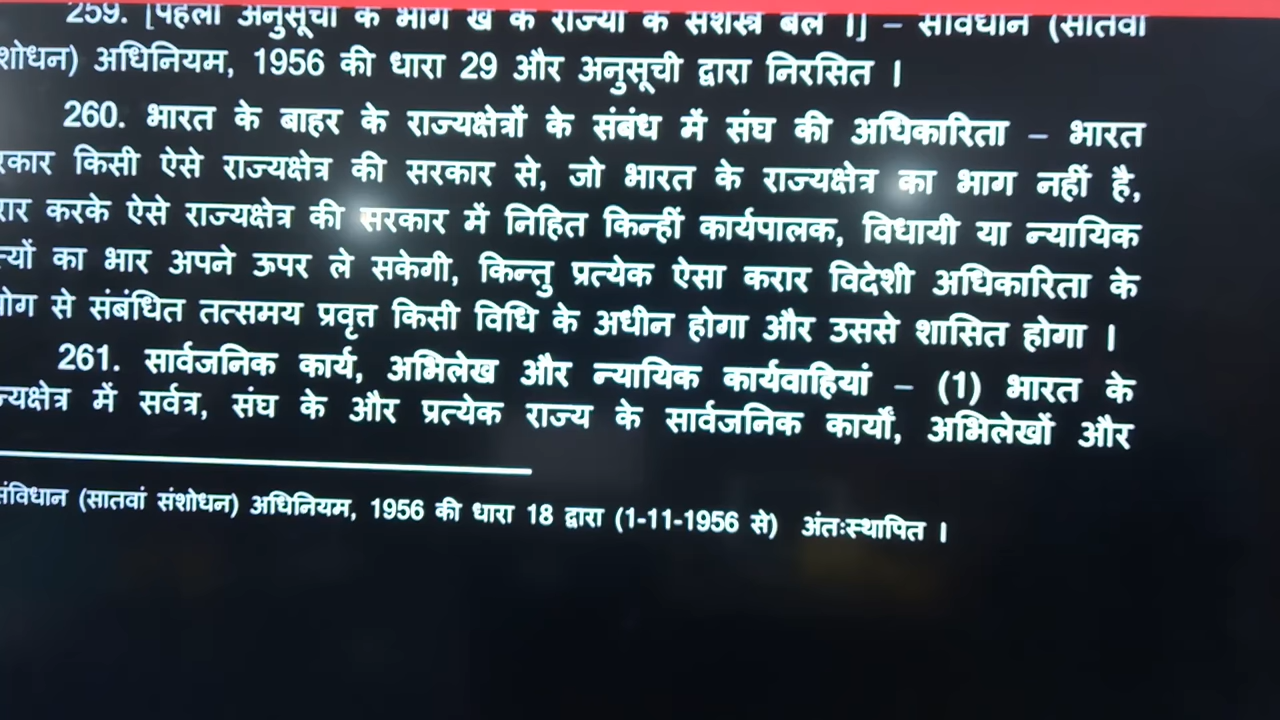 259. [पहली अनुसूची के भाग ख के राज्यों के सशस्त्र बल ।] – संविधान (सातवां
शोधन) अधिनियम, 1956 की धारा 29 और अनुसूची द्वारा निरसित ।
260. भारत के बाहर के राज्यक्षेत्रों के संबंध में संघ की अधिकारिता – भारत
रकार किसी ऐसे राज्यक्षेत्र की सरकार से, जो भारत के राज्यक्षेत्र का भाग नहीं है,
रार करके ऐसे राज्यक्षेत्र की सरकार में निहित किन्हीं कार्यपालक, विधायी या न्यायिक
त्यों का भार अपने ऊपर ले सकेगी, किन्तु प्रत्येक ऐसा करार विदेशी अधिकारिता के
योग से संबंधित तत्समय प्रवृत्त किसी विधि के अधीन होगा और उससे शासित होगा ।
261. सार्वजनिक कार्य, अभिलेख और न्यायिक कार्यवाहियां – (1) भारत के
ज्यक्षेत्र में सर्वत्र, संघ के और प्रत्येक राज्य के सार्वजनिक कार्यों, अभिलेखों और
संविधान (सातवां संशोधन) अधिनियम, 1956 की धारा 18 द्वारा (1-11-1956 से) अंतःस्थापित ।